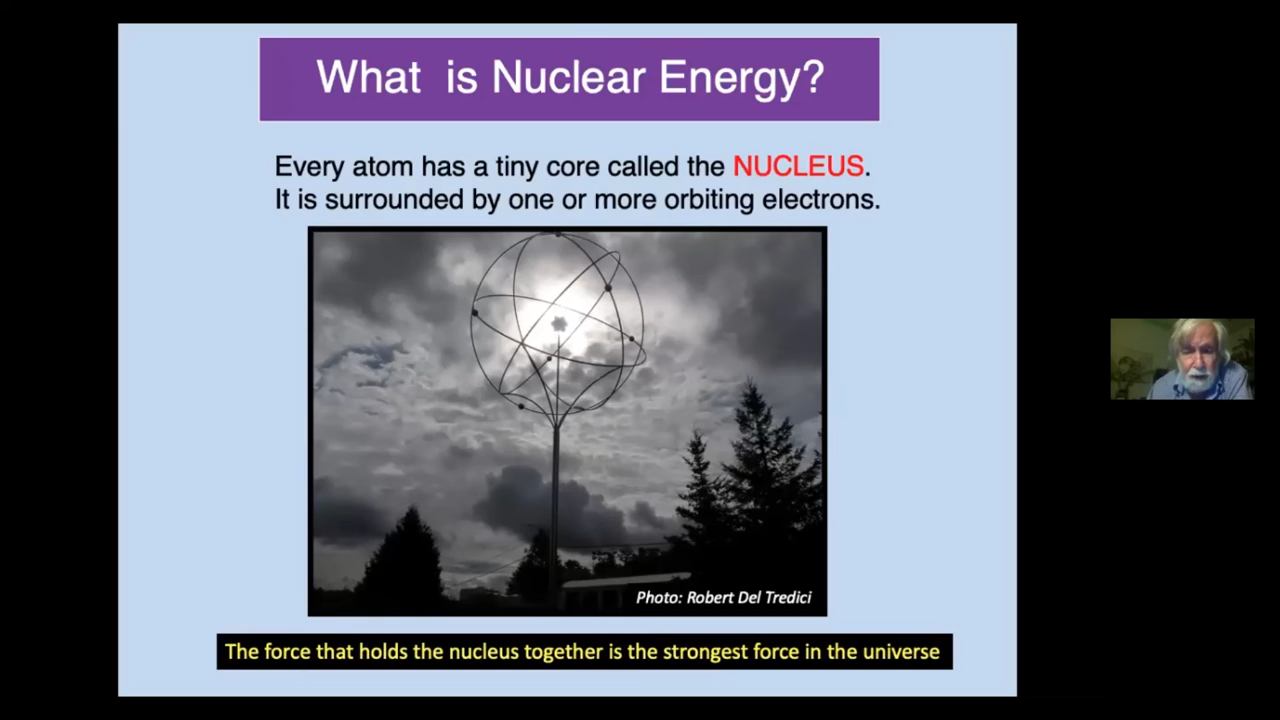 What is Nuclear Energy?
Every atom has a tiny core called the NUCLEUS.
It is surrounded by one or more orbiting electrons.
Photo: Robert Del Tredici
The force that holds the nucleus together is the strongest force in the universe